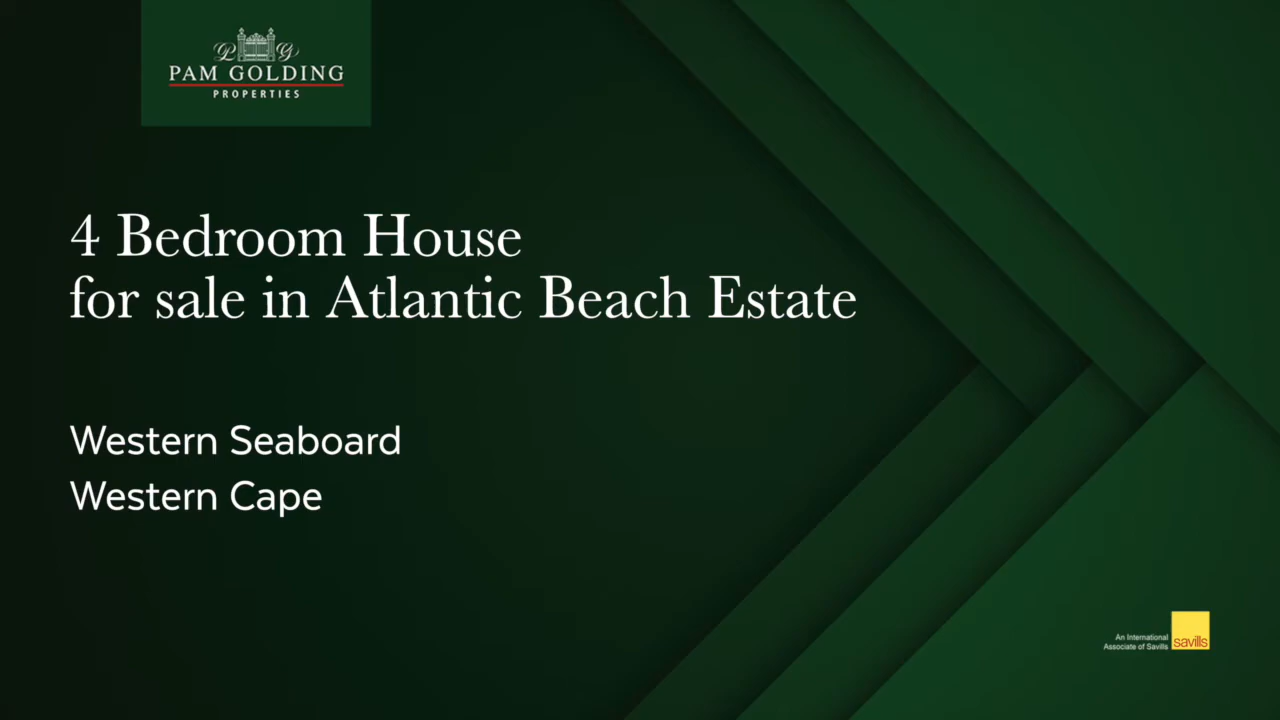 P G
PAM GOLDING
PROPERTIES
4 Bedroom House
for sale in Atlantic Beach Estate
Western Seaboard
Western Cape
An International
Associate of Savills
savills